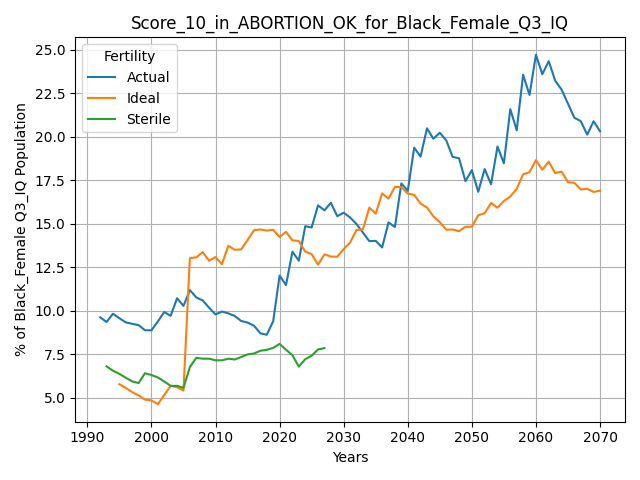 Score_10_in_ABORTION_OK_for_Black_Female_Q3_IQ
Fertility
Actual
Ideal
Sterile
% of Black_Female Q3_IQ Population
25.0
22.5
20.0
17.5
15.0
12.5
10.0
7.5
5.0
1990 2000 2010 2020 2030 2040 2050 2060 2070
Years